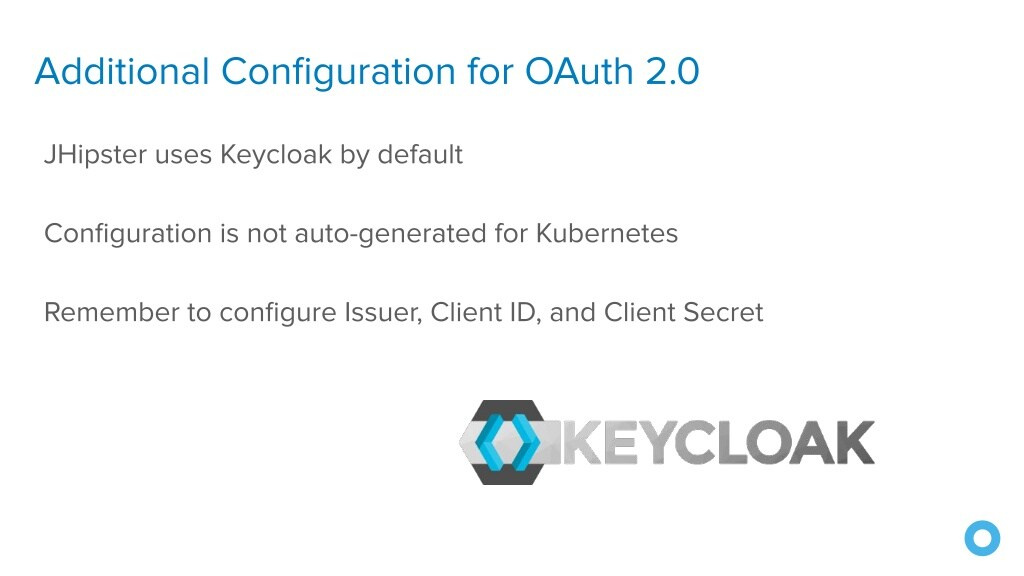 Additional Configuration for OAuth 2.0
JHipster uses Keycloak by default
Configuration is not auto-generated for Kubernetes
Remember to configure Issuer, Client ID, and Client Secret
KEYCLOAK